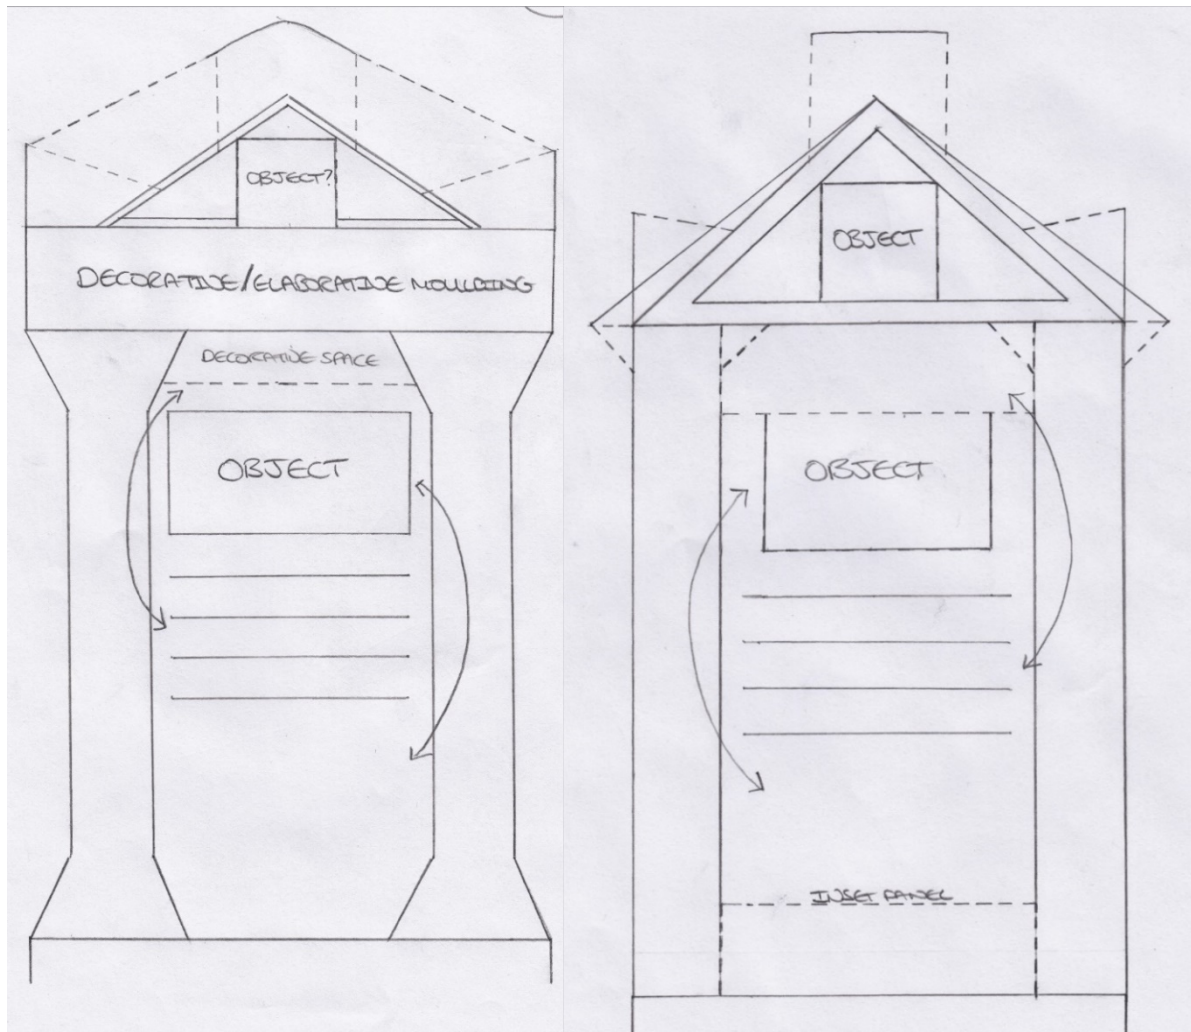 OBJECT?
DECORATIVE/ELABORATIVE MOULDING
DECORATIVE SPACE
OBJECT
OBJECT
OBJECT
INSET PANEL